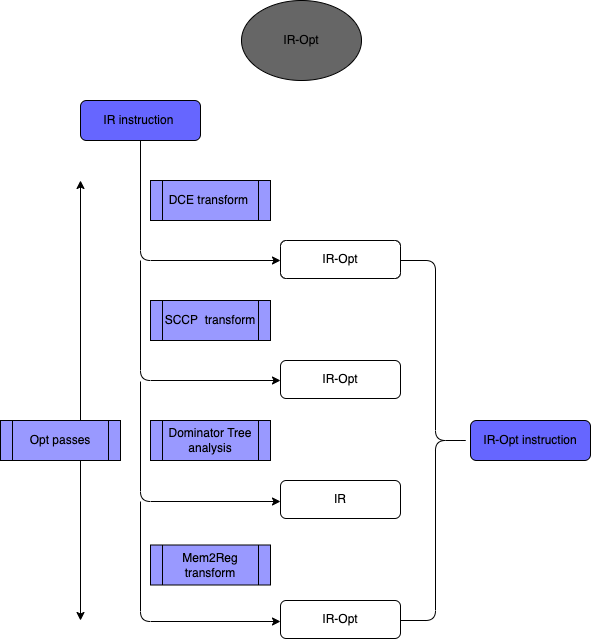 IR-Opt
IR instruction
DCE transform
IR-Opt
SCCP  transform
IR-Opt
Opt passes
Dominator Tree
analysis
IR-Opt instruction
IR
Mem2Reg
transform
IR-Opt